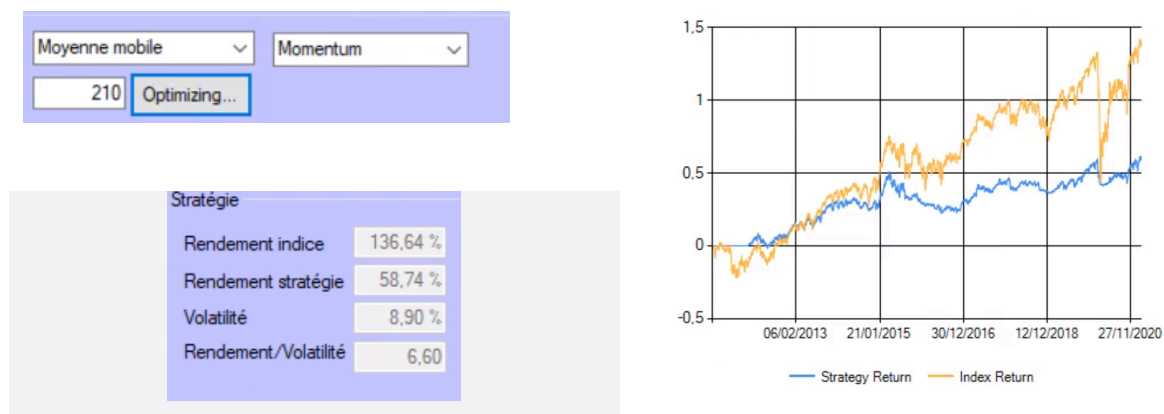 Moyenne mobile Momentum
210 Optimizing...
Stratégie
Rendement indice 136,64 %
Rendement stratégie 58,74 %
Volatilité 8,90 %
Rendement/Volatilité 6,60
1.5
1
0.5
0
-0.5
06/02/2013 21/01/2015 30/12/2016 12/12/2018 27/11/2020
Strategy Return Index Return